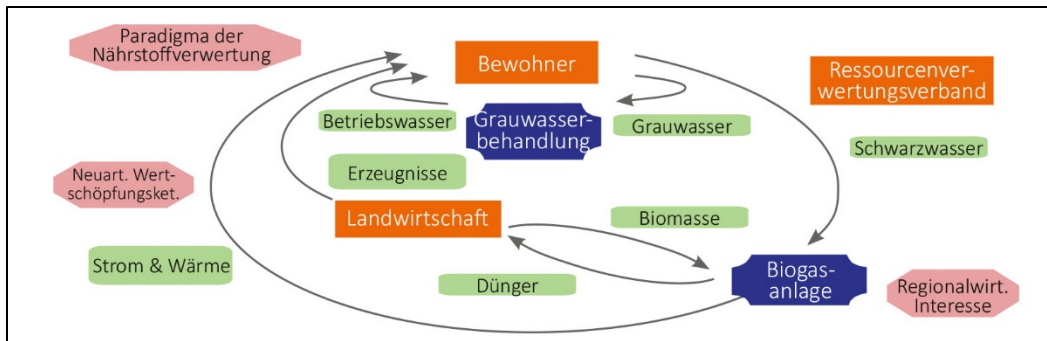 Paradigma der
Nährstoffverwertung
Bewohner
Ressourcenver-
wertungsverband
Betriebswasser
Grauwasser-
behandlung
Grauwasser
Schwarzwasser
Erzeugnisse
Neuart. Wert-
schöpfungsket.
Landwirtschaft
Biomasse
Strom & Wärme
Dünger
Biogas-
anlage
Regionalwirt.
Interesse